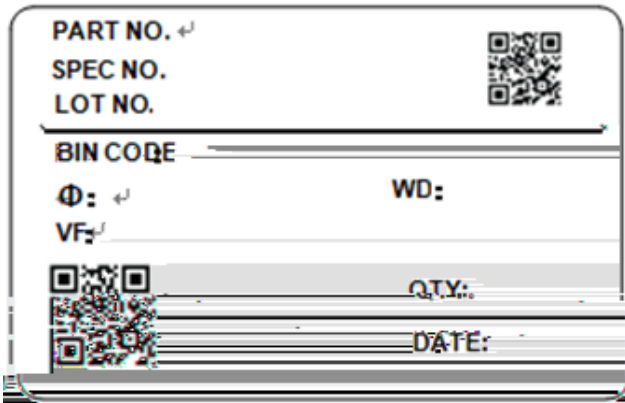 PART NO.
SPEC NO.
LOT NO.
BIN CODE:
Φ: WD:
VF:
QTY:
DATE: